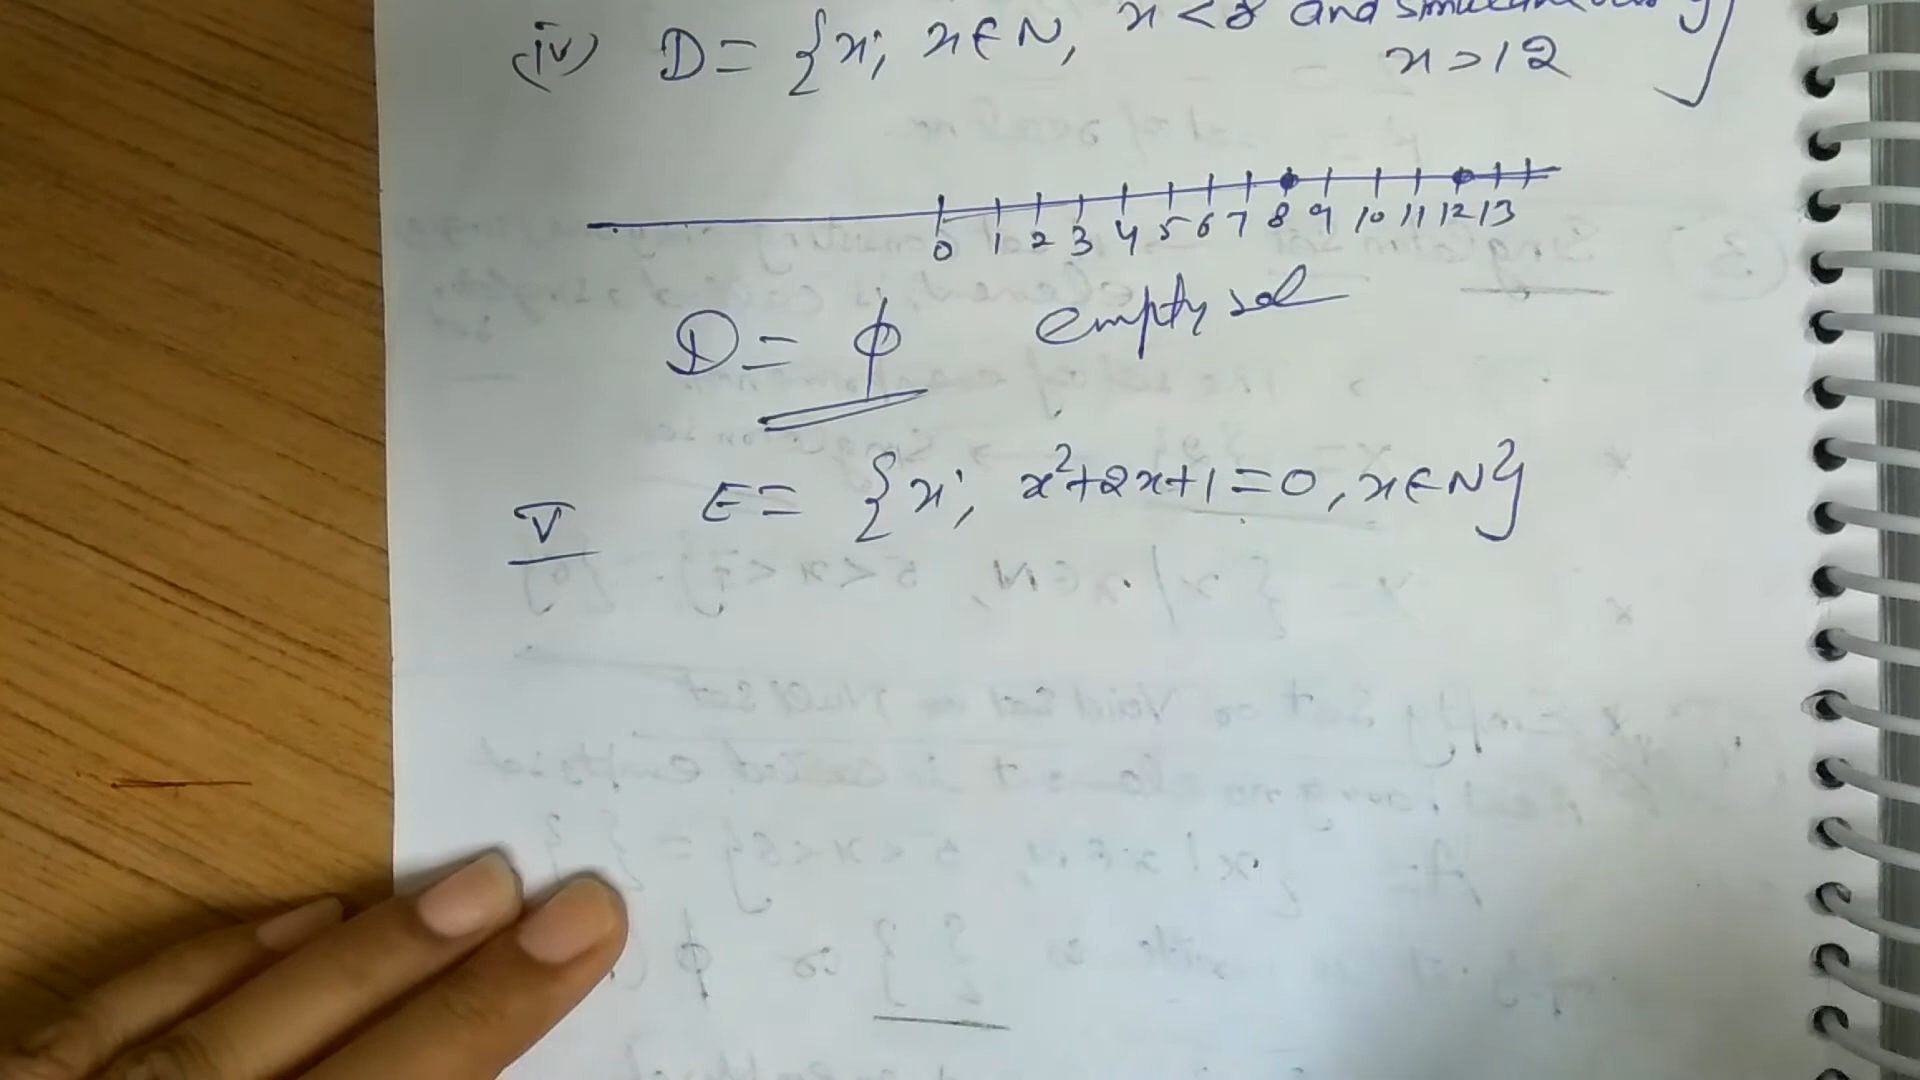 (iv) D = {x; x∈N, x<8 and simultaneously
x>12}
0 1 2 3 4 5 6 7 8 9 10 11 12 13
D = ϕ empty set
V E = {x; x²+2x+1=0, x∈N}